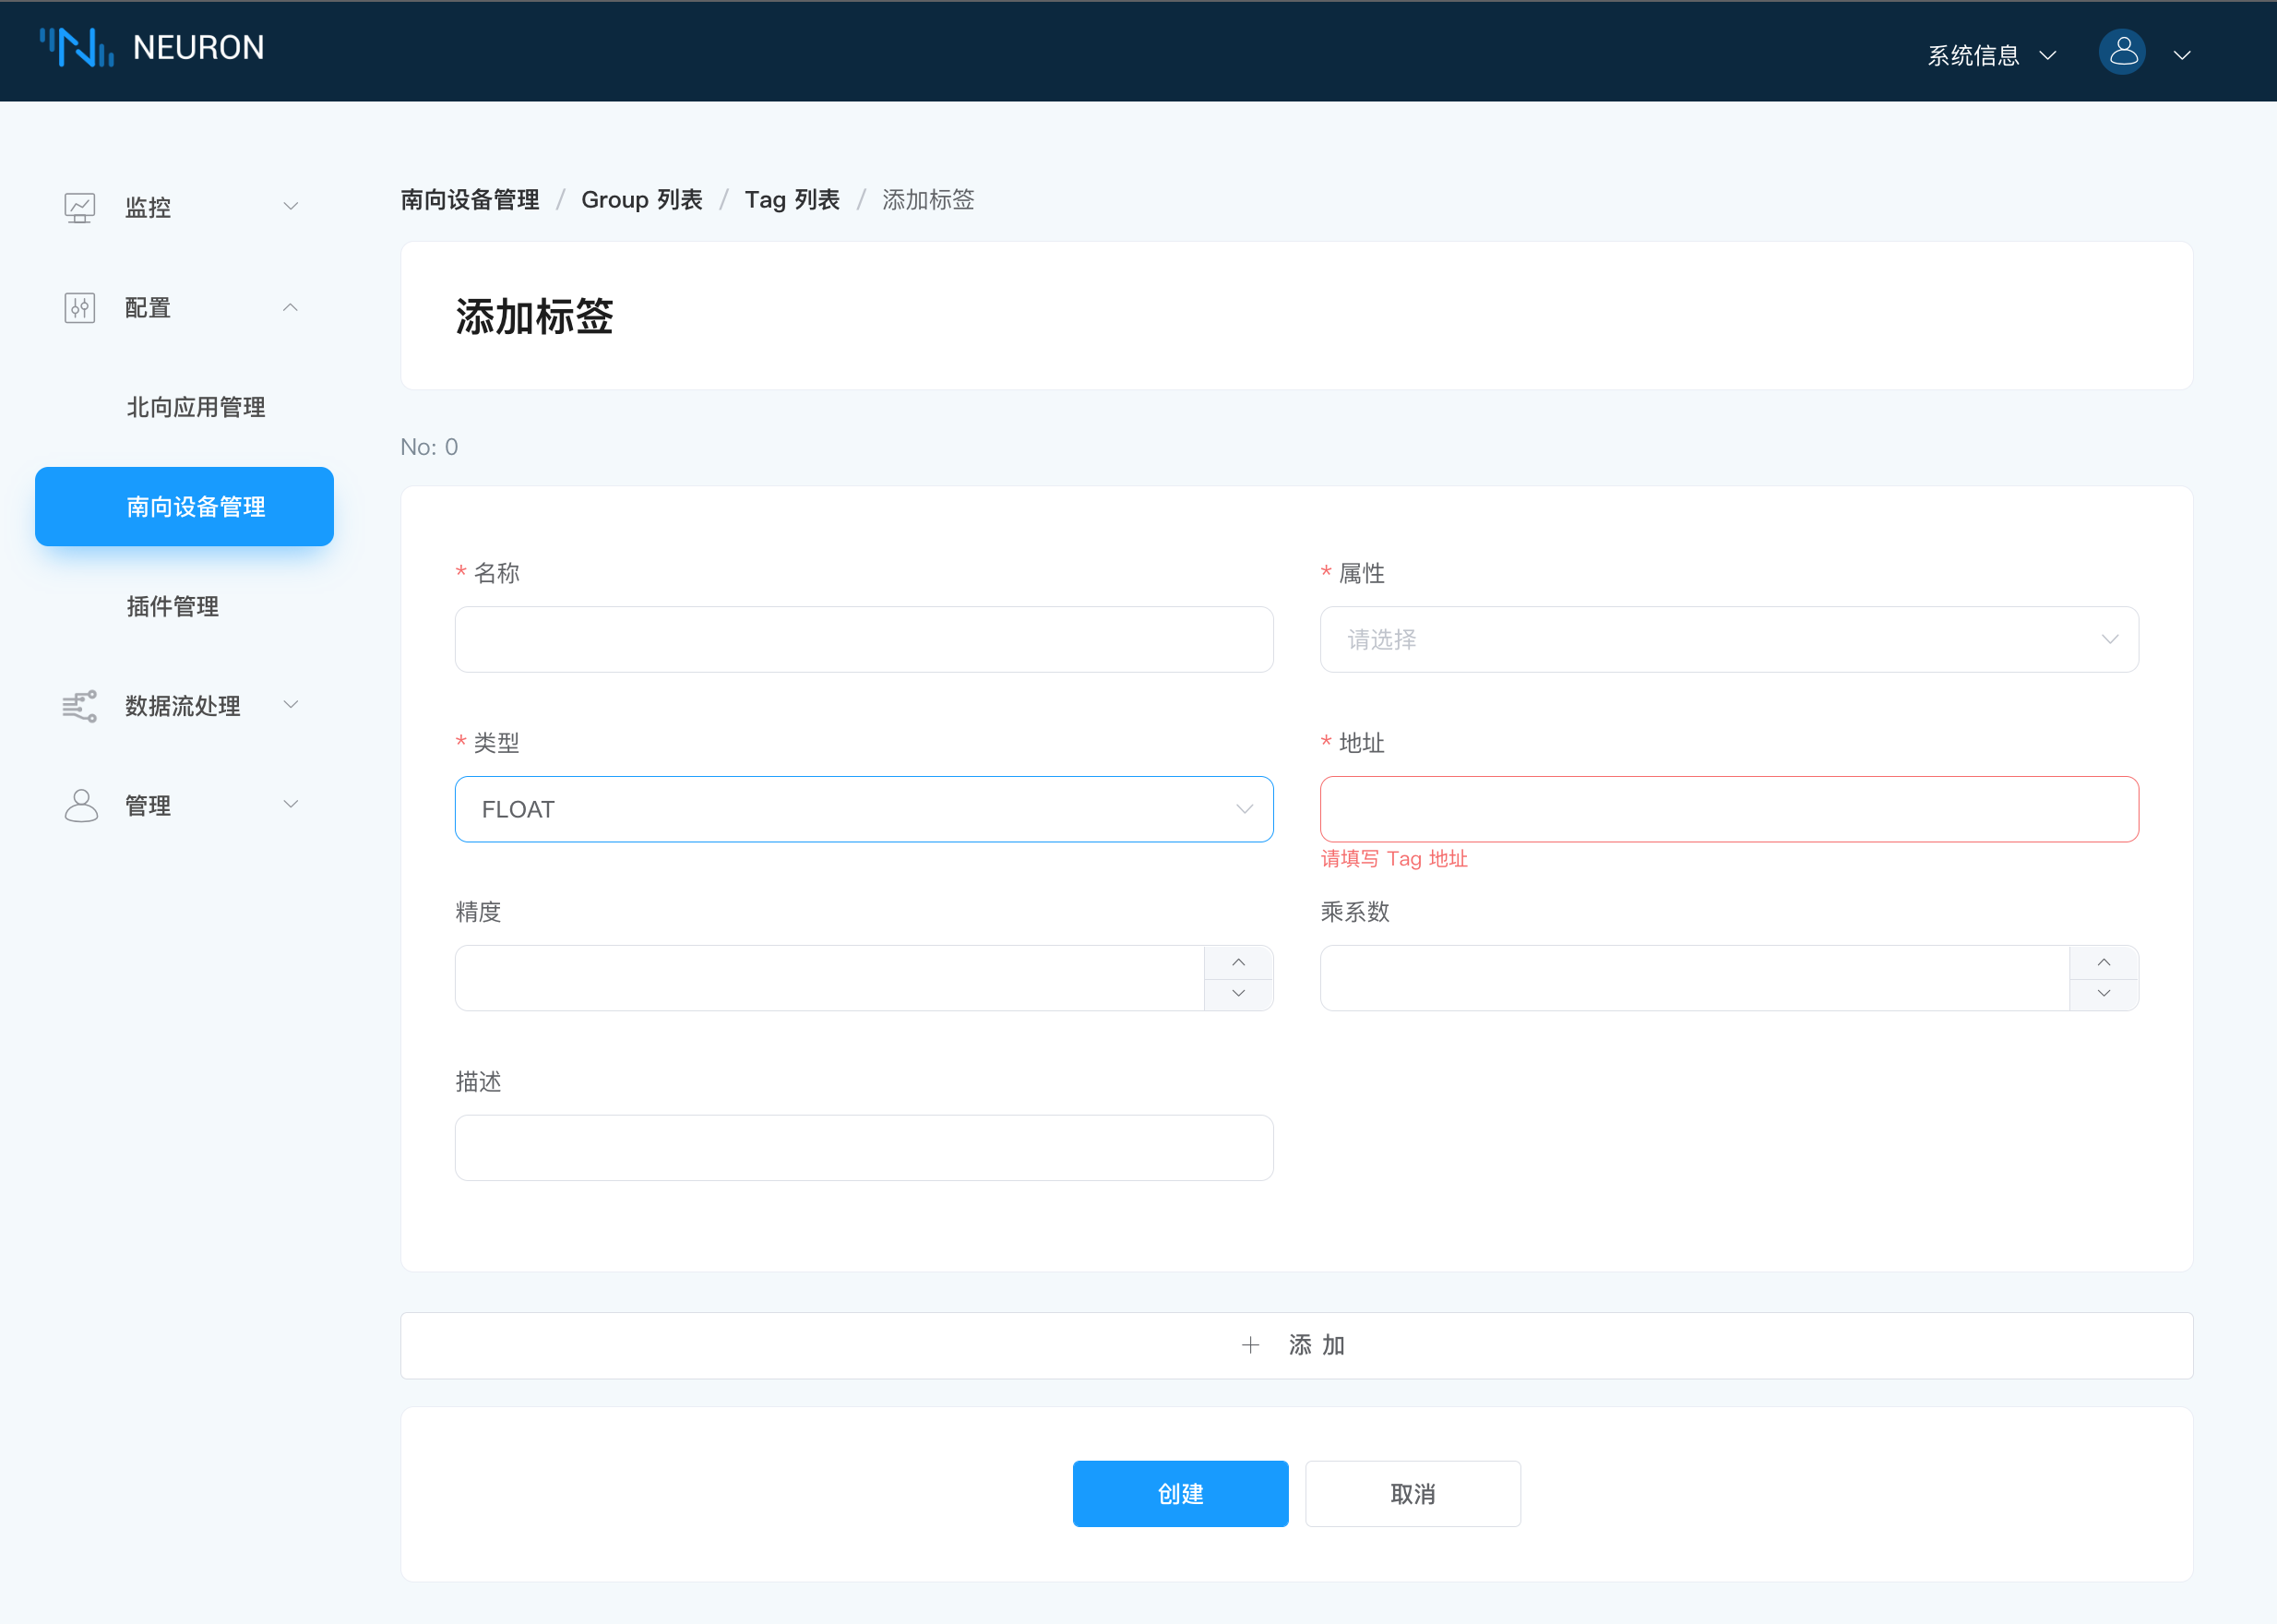 NEURON
系统信息
监控
配置
北向应用管理
南向设备管理
插件管理
数据流处理
管理
南向设备管理 / Group 列表 / Tag 列表 / 添加标签
添加标签
No: 0
* 名称
* 属性
请选择
* 类型
* 地址
FLOAT
请填写 Tag 地址
精度
乘系数
描述
添 加
创建
取消